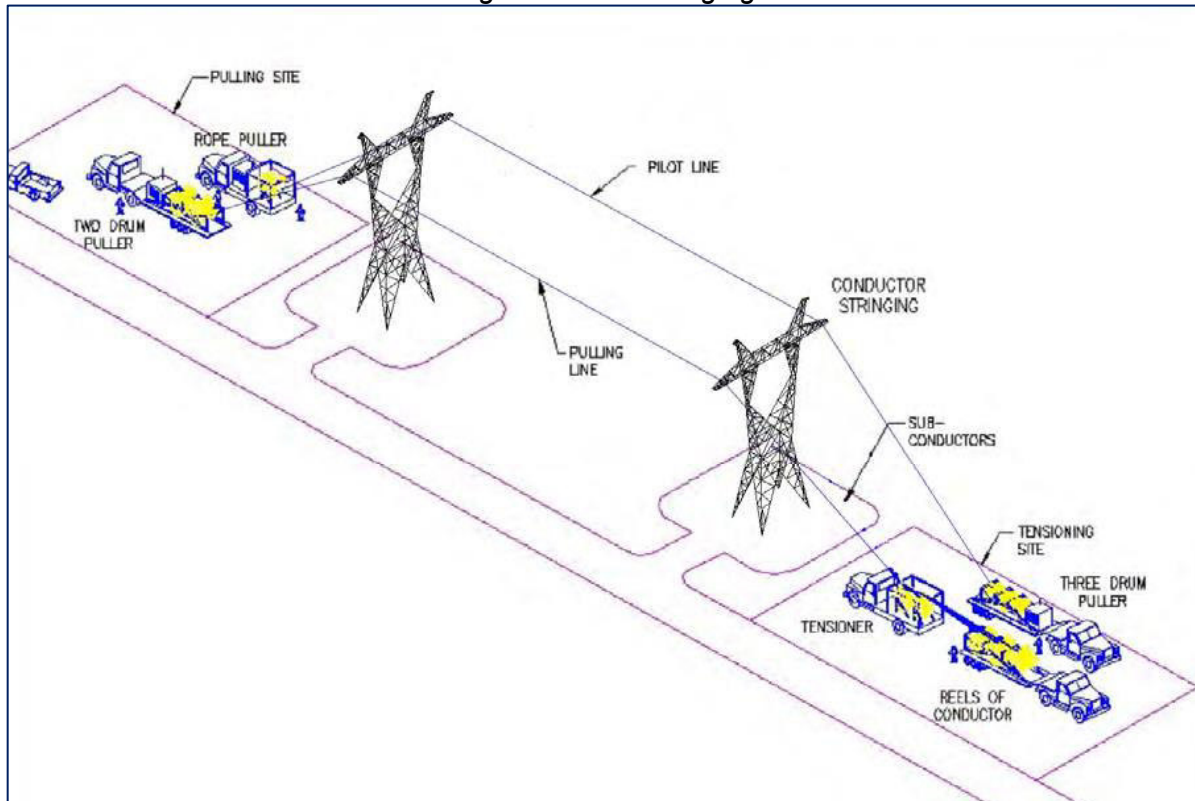 PULLING SITE
ROPE PULLER
TWO DRUM
PULLER
PILOT LINE
CONDUCTOR
STRINGING
PULLING
LINE
SUB-
CONDUCTORS
TENSIONING
SITE
THREE DRUM
PULLER
TENSIONER
REELS OF
CONDUCTOR